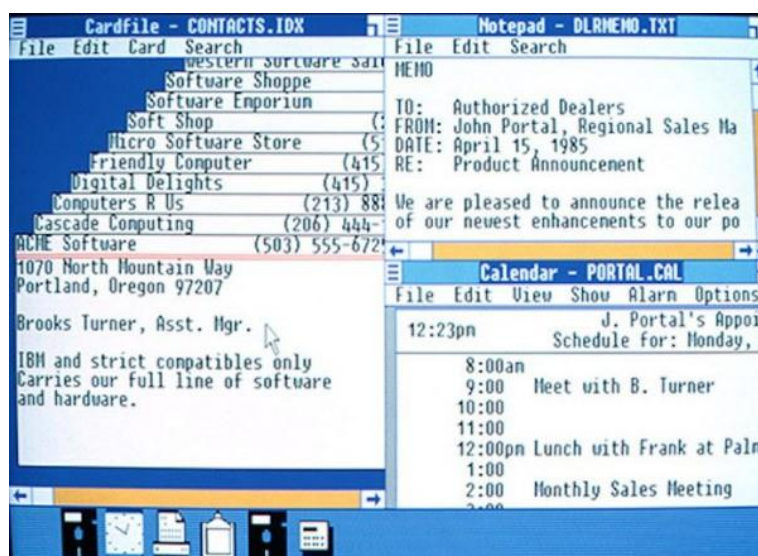 Cardfile - CONTACTS.IDX
File Edit Card Search
Western Software
Software Shoppe
Software Emporium
Soft Shop
Micro Software Store
Friendly Computer (415
Digital Delights (415)
Computers R Us (213) 88
Cascade Computing (206) 444-
ACME Software (503) 555-672
1070 North Mountain Way
Portland, Oregon 97207
Brooks Turner, Asst. Mgr.
IBM and strict compatibles only
Carries our full line of software
and hardware.
Notepad - DLRMEMO.TXT
File Edit Search
MEMO
TO: Authorized Dealers
FROM: John Portal, Regional Sales Ma
DATE: April 15, 1985
RE: Product Announcement
We are pleased to announce the relea
of our newest enhancements to our po
Calendar - PORTAL.CAL
File Edit View Show Alarm Options
12:23pm J. Portal's Appoi
Schedule for: Monday,
8:00am
9:00 Meet with B. Turner
10:00
11:00
12:00pm Lunch with Frank at Palm
1:00
2:00 Monthly Sales Meeting